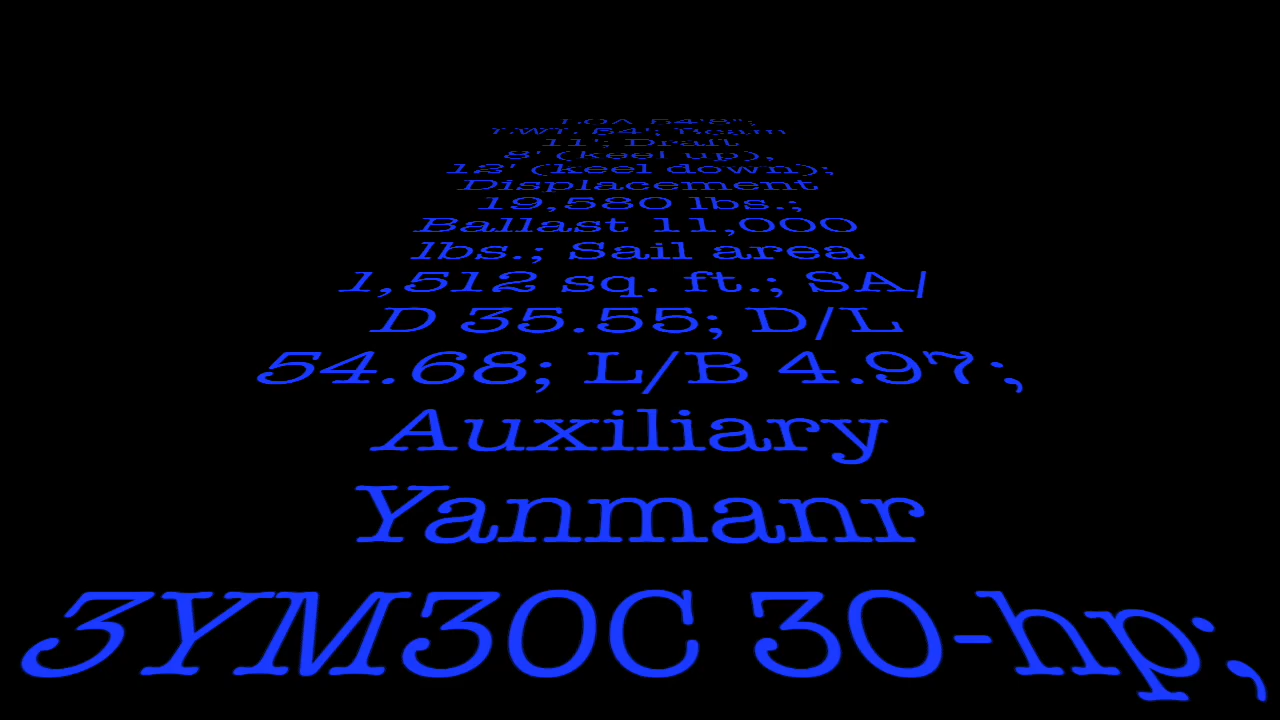 LOA 54'8";
LWL 54'; Beam
11'; Draft
8' (keel up),
12' (keel down);
Displacement
19,580 lbs.;
Ballast 11,000
lbs.; Sail area
1,512 sq. ft.; SA/
D 35.55; D/L
54.68; L/B 4.97;
Auxiliary
Yanmanr
3YM30C 30-hp;